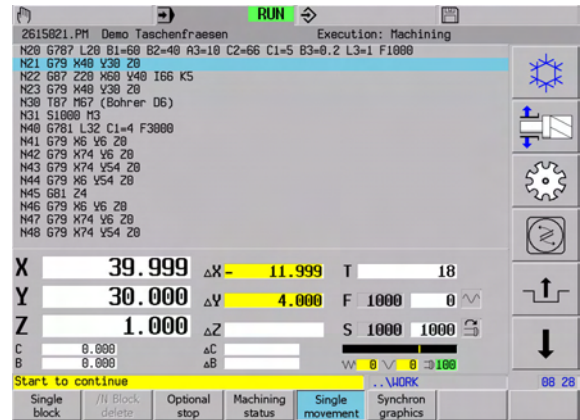 RUN
2615821.PM Demo Taschenfraesen Execution: Machining
N20 G787 L20 B1=60 B2=40 A3=10 C2=66 C1=5 B3=0.2 L3=1 F1000
N21 G79 X40 Y30 Z0
N22 G87 Z20 X60 Y40 I66 K5
N23 G79 X40 Y30 Z0
N30 T87 M67 (Bohrer D6)
N31 S1000 M3
N40 G781 L32 C1=4 F3000
N41 G79 X6 Y6 Z0
N42 G79 X74 Y6 Z0
N43 G79 X74 Y54 Z0
N44 G79 X6 Y54 Z0
N45 G81 Z4
N46 G79 X6 Y6 Z0
N47 G79 X74 Y6 Z0
N48 G79 X74 Y54 Z0
X 39.999 △X - 11.999 T 18
Y 30.000 △Y 4.000 F 1000 0
Z 1.000 △Z S 1000 1000
C 0.000 △C
B 0.000 △B W 0 0 100
Start to continue ..\WORK 08 28
Single block /N Block delete Optional stop Machining status Single movement Synchron graphics